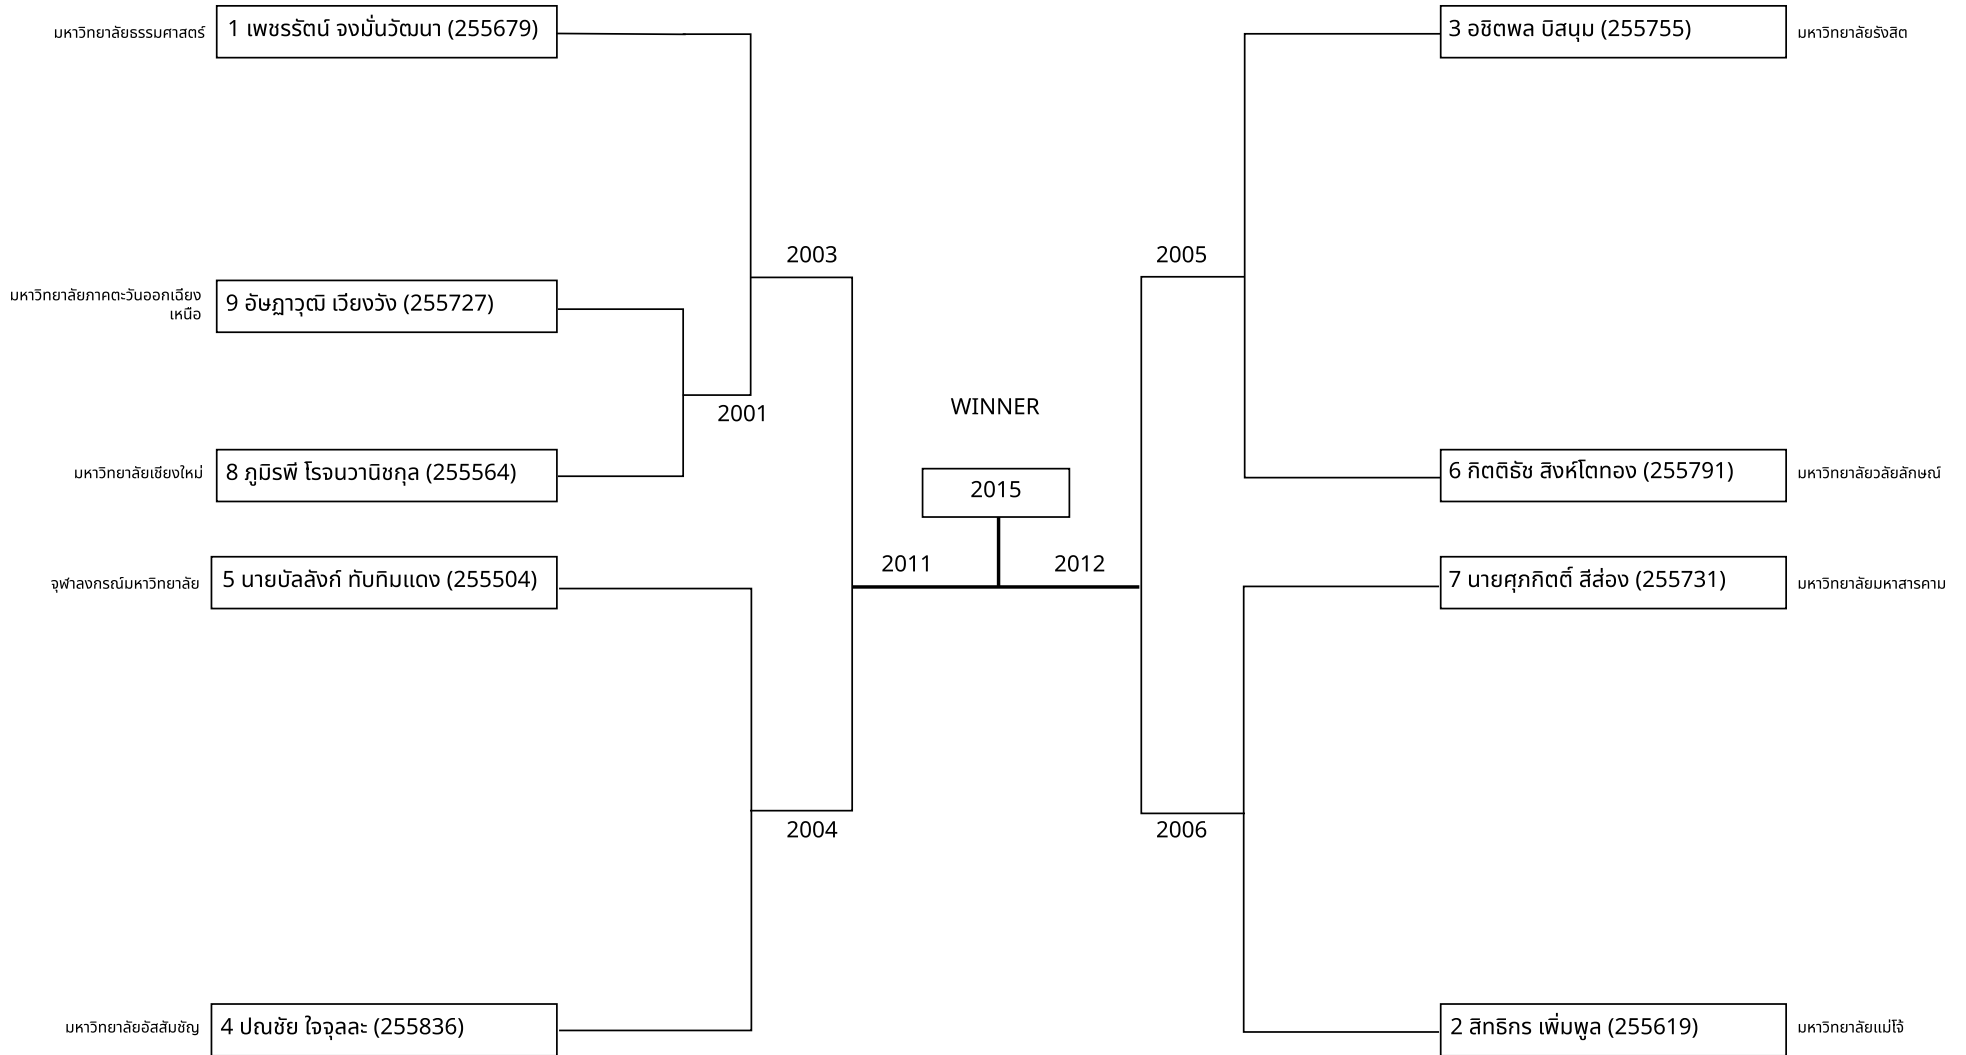 มหาวิทยาลัยธรรมศาสตร์
1 เพชรรัตน์ จงมั่นวัฒนา (255679)
3 อชิตพล บิสนุม (255755)
มหาวิทยาลัยรังสิต
2003
2005
มหาวิทยาลัยภาคตะวันออกเฉียง
เหนือ
9 อัษฏาวุฒิ เวียงวัง (255727)
WINNER
2001
มหาวิทยาลัยเชียงใหม่
8 ภูมิรพี โรจนวานิชกุล (255564)
6 กิตติธัช สิงห์โตทอง (255791)
มหาวิทยาลัยวลัยลักษณ์
2015
2011
2012
จุฬาลงกรณ์มหาวิทยาลัย
5 นายบัลลังก์ ทับทิมแดง (255504)
7 นายศุภกิตติ์ สีส่อง (255731)
มหาวิทยาลัยมหาสารคาม
2004
2006
มหาวิทยาลัยอัสสัมชัญ
4 ปณชัย ใจจุลละ (255836)
2 สิทธิกร เพิ่มพูล (255619)
มหาวิทยาลัยแม่โจ้